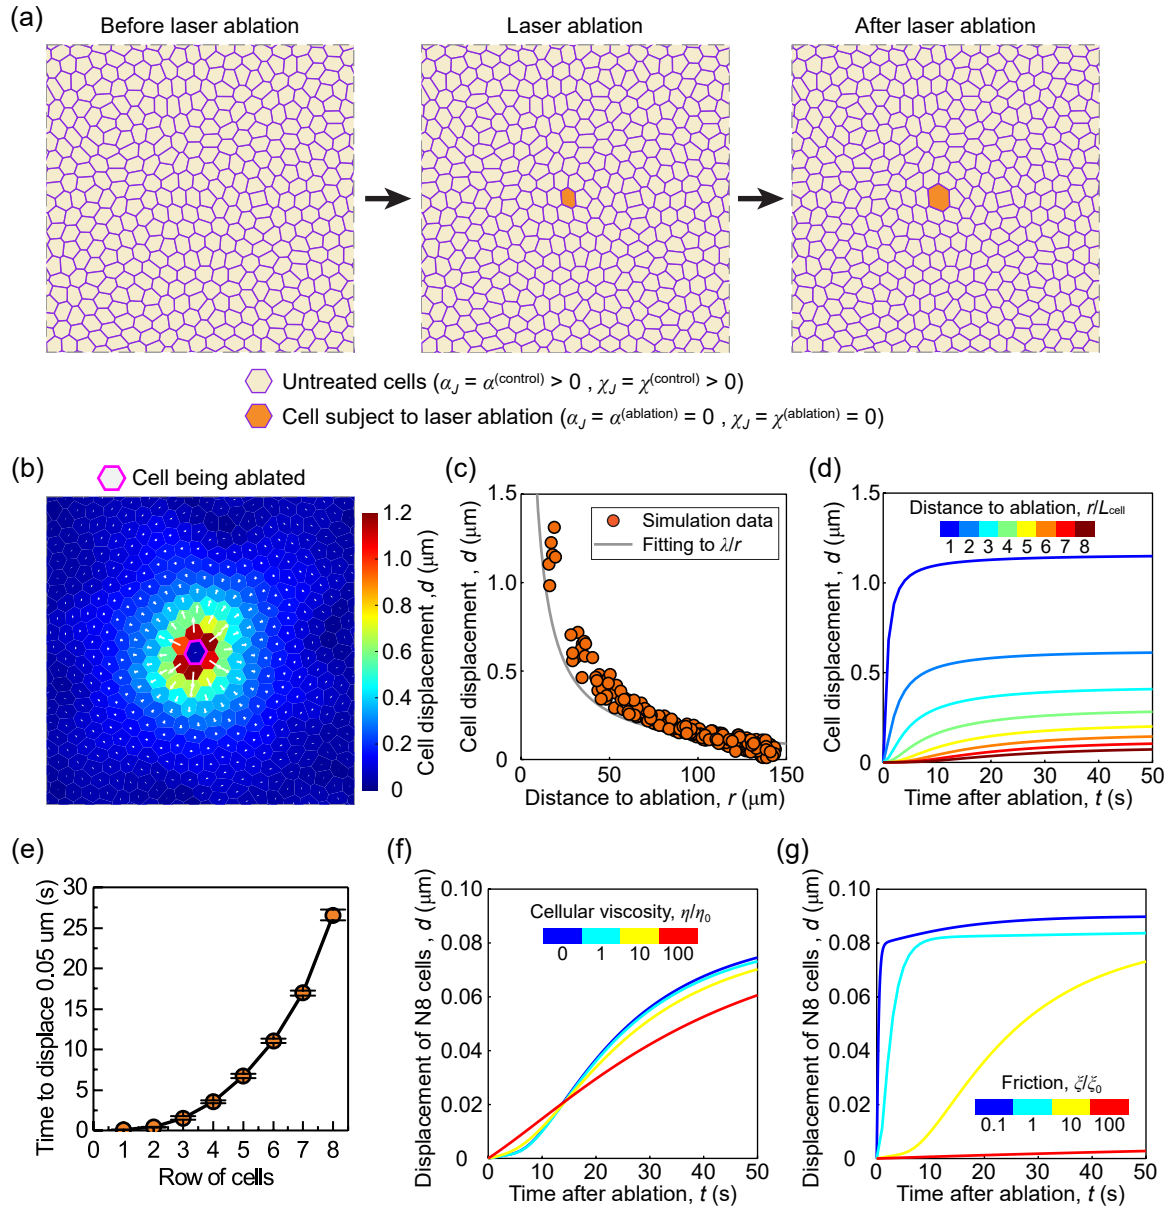 (a)
Before laser ablation
Laser ablation
After laser ablation
Untreated cells (α_J = α^(control) > 0 , χ_J = χ^(control) > 0)
Cell subject to laser ablation (α_J = α^(ablation) = 0 , χ_J = χ^(ablation) = 0)
(b)
Cell being ablated
1.2
1.0
0.8
0.6
0.4
0.2
0
Cell displacement ,d (μm)
(c)
1.5
1.0
0.5
0
Cell displacement , d (μm)
Simulation data
Fitting to λ/r
0 50 100 150
Distance to ablation, r (μm)
(d)
1.5
1.0
0.5
0
Cell displacement , d (μm)
Distance to ablation, r/L_cell
1 2 3 4 5 6 7 8
0 10 20 30 40 50
Time after ablation, t (s)
(e)
30
25
20
15
10
5
0
Time to displace 0.05 um (s)
0 1 2 3 4 5 6 7 8
Row of cells
(f)
0.10
0.08
0.06
0.04
0.02
0
Displacement of N8 cells , d (μm)
Cellular viscosity, η/η_0
0 1 10 100
0 10 20 30 40 50
Time after ablation, t (s)
(g)
0.10
0.08
0.06
0.04
0.02
0
Displacement of N8 cells , d (μm)
Friction, ξ/ξ_0
0.1 1 10 100
0 10 20 30 40 50
Time after ablation, t (s)